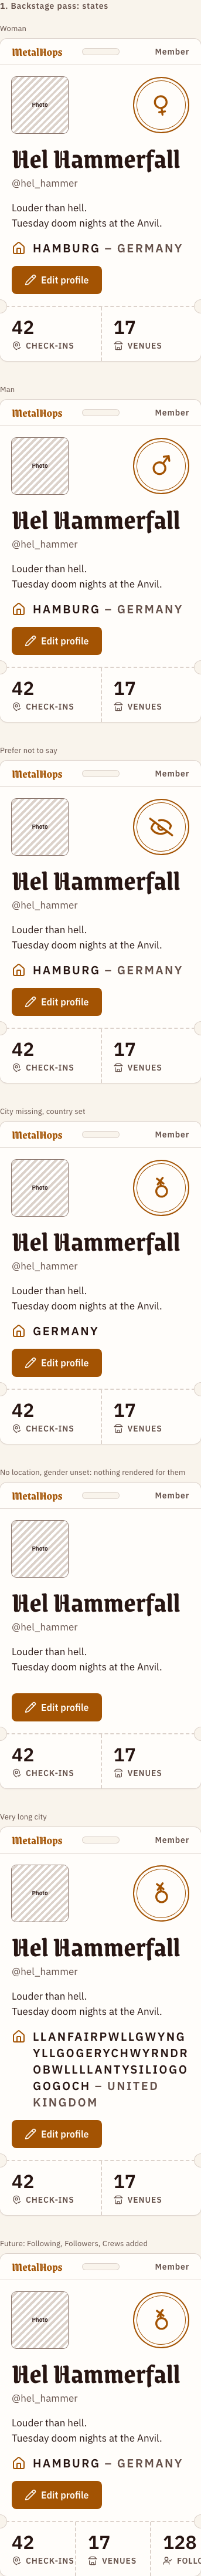 1. Backstage pass: states
Woman
MetalHops
Member
Photo
Hel Hammerfall
@hel_hammer
Louder than hell.
Tuesday doom nights at the Anvil.
HAMBURG – GERMANY
Edit profile
42
17
CHECK-INS
VENUES
Man
MetalHops
Member
Photo
Hel Hammerfall
@hel_hammer
Louder than hell.
Tuesday doom nights at the Anvil.
HAMBURG – GERMANY
Edit profile
42
17
CHECK-INS
VENUES
Prefer not to say
MetalHops
Member
Photo
Hel Hammerfall
@hel_hammer
Louder than hell.
Tuesday doom nights at the Anvil.
HAMBURG – GERMANY
Edit profile
42
17
CHECK-INS
VENUES
City missing, country set
MetalHops
Member
Photo
Hel Hammerfall
@hel_hammer
Louder than hell.
Tuesday doom nights at the Anvil.
GERMANY
Edit profile
42
17
CHECK-INS
VENUES
No location, gender unset: nothing rendered for them
MetalHops
Member
Photo
Hel Hammerfall
@hel_hammer
Louder than hell.
Tuesday doom nights at the Anvil.
Edit profile
42
17
CHECK-INS
VENUES
Very long city
MetalHops
Member
Photo
Hel Hammerfall
@hel_hammer
Louder than hell.
Tuesday doom nights at the Anvil.
LLANFAIRPWLLGWYNG
YLLGOGERYCHWYRNDR
OBWLLLLANTYSILIOGO
GOGOCH – UNITED
KINGDOM
Edit profile
42
17
CHECK-INS
VENUES
Future: Following, Followers, Crews added
MetalHops
Member
Photo
Hel Hammerfall
@hel_hammer
Louder than hell.
Tuesday doom nights at the Anvil.
HAMBURG – GERMANY
Edit profile
42
17
128
CHECK-INS
VENUES
FOLLO